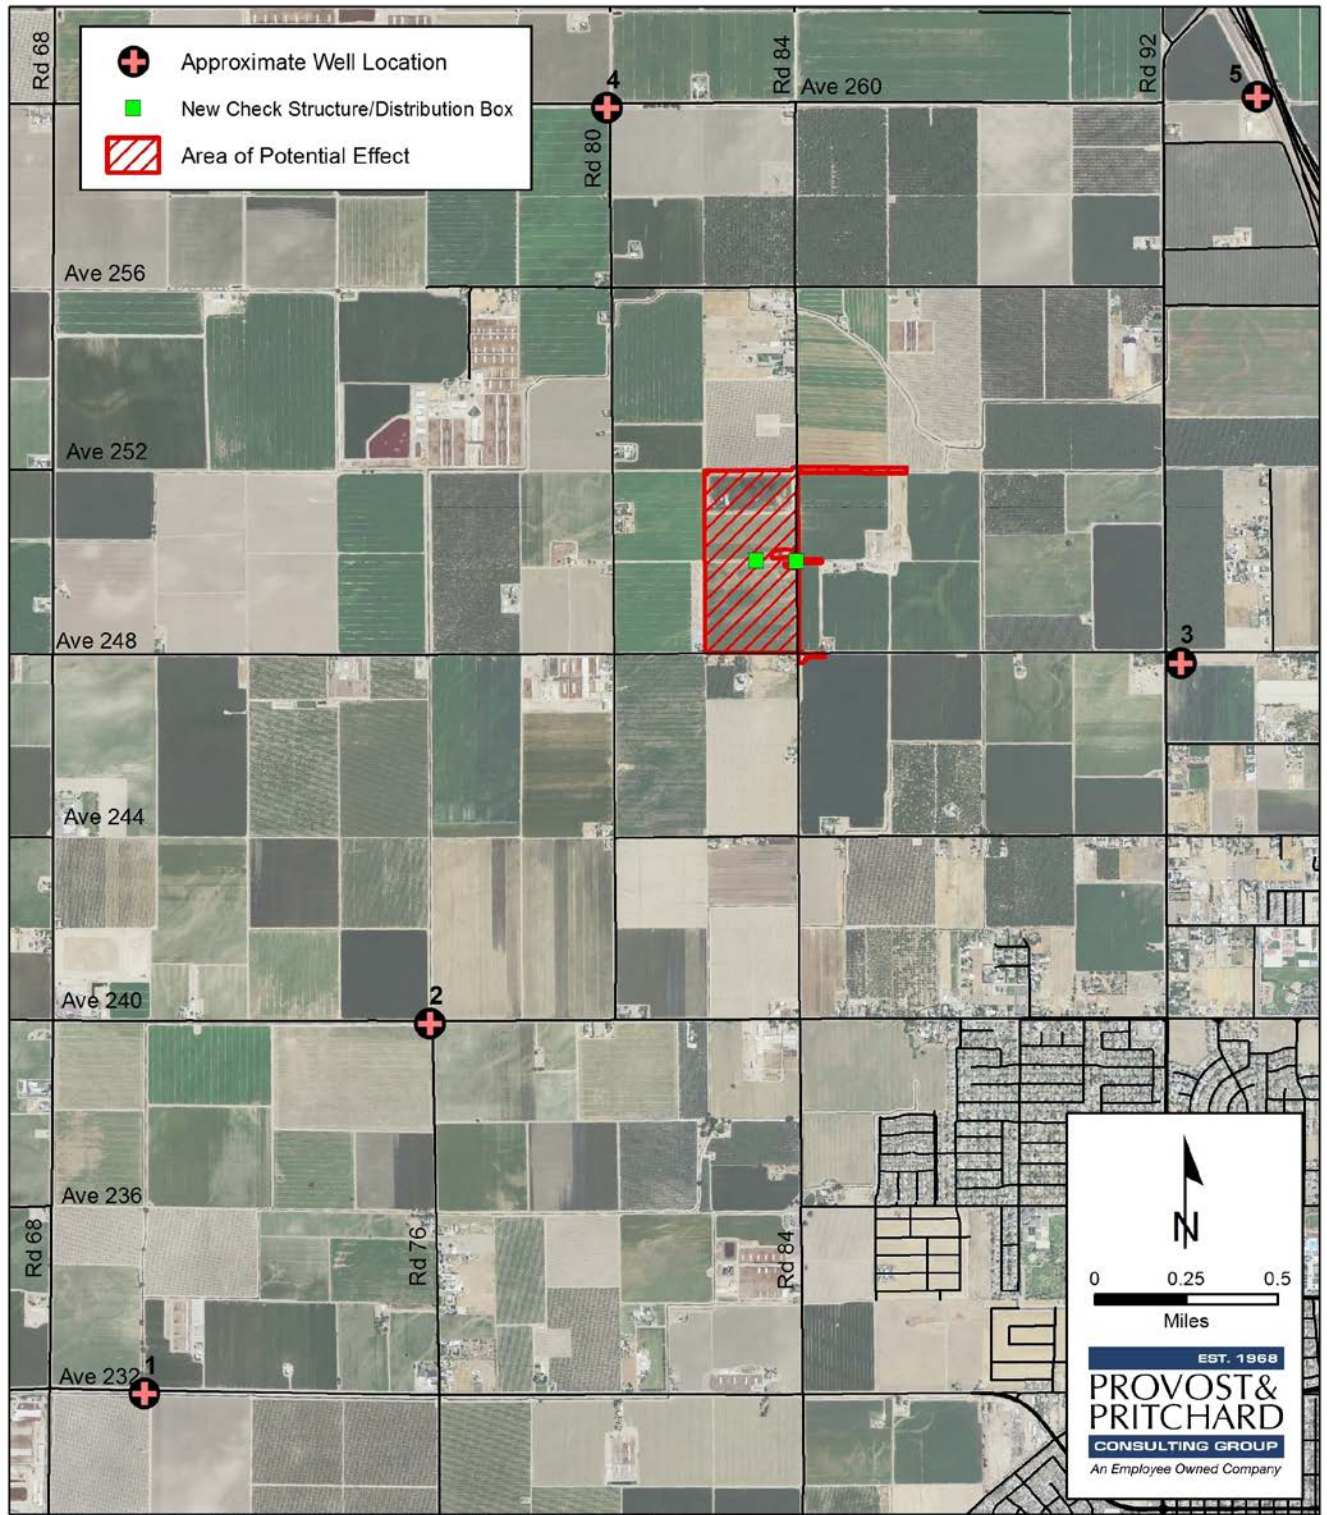 Rd 68
Rd 84
Rd 92
Approximate Well Location
New Check Structure/Distribution Box
Area of Potential Effect
4
5
Ave 260
Rd 80
Ave 256
Ave 252
Ave 248
3
Ave 244
Ave 240
2
Ave 236
Rd 68
Rd 76
Rd 84
Ave 232
1
N
0 0.25 0.5
Miles
EST. 1968
PROVOST&
PRITCHARD
CONSULTING GROUP
An Employee Owned Company